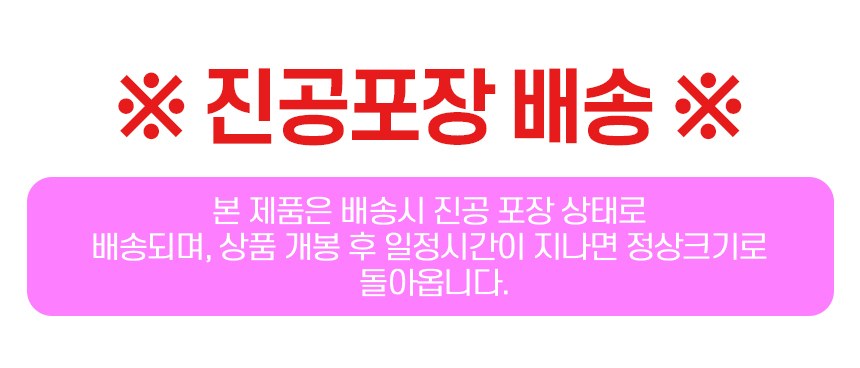 ※ 진공포장 배송 ※
본 제품은 배송시 진공 포장 상태로
배송되며, 상품 개봉 후 일정시간이 지나면 정상크기로
돌아옵니다.